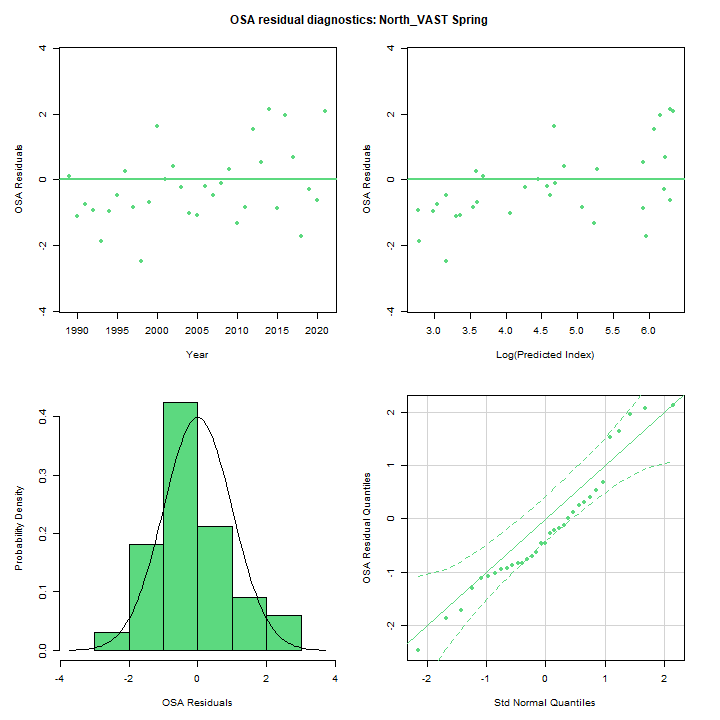 OSA residual diagnostics: North_VAST Spring
OSA Residuals
4
2
0
-2
-4
1990 1995 2000 2005 2010 2015 2020
Year
OSA Residuals
4
2
0
-2
-4
3.0 3.5 4.0 4.5 5.0 5.5 6.0
Log(Predicted Index)
Probability Density
0.4
0.3
0.2
0.1
0.0
-4 -2 0 2 4
OSA Residuals
OSA Residual Quantiles
2
1
0
-1
-2
-2 -1 0 1 2
Std Normal Quantiles